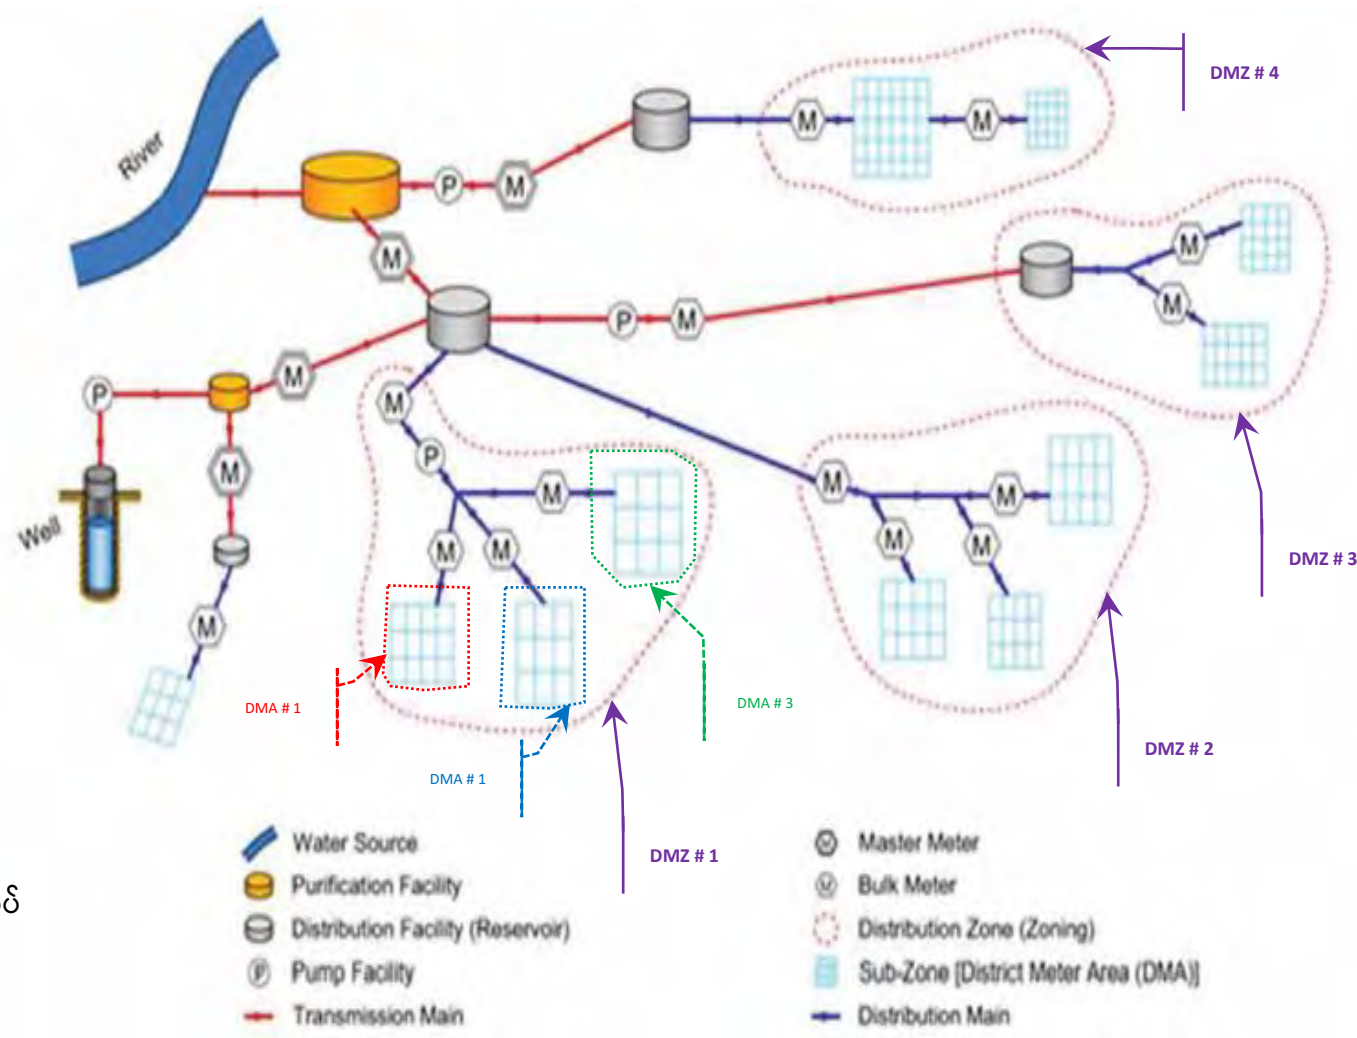 DMZ # 4
River
P
M
M
M
M
M
P
M
M
M
M
P
DMZ # 3
M
M
P
M
M
M
M
M
M
M
Well
M
DMA # 1
DMA # 3
DMZ # 2
DMA # 1
DMZ # 1
Water Source
Purification Facility
Distribution Facility (Reservoir)
P Pump Facility
Transmission Main
M Master Meter
M Bulk Meter
Distribution Zone (Zoning)
Sub-Zone [District Meter Area (DMA)]
Distribution Main